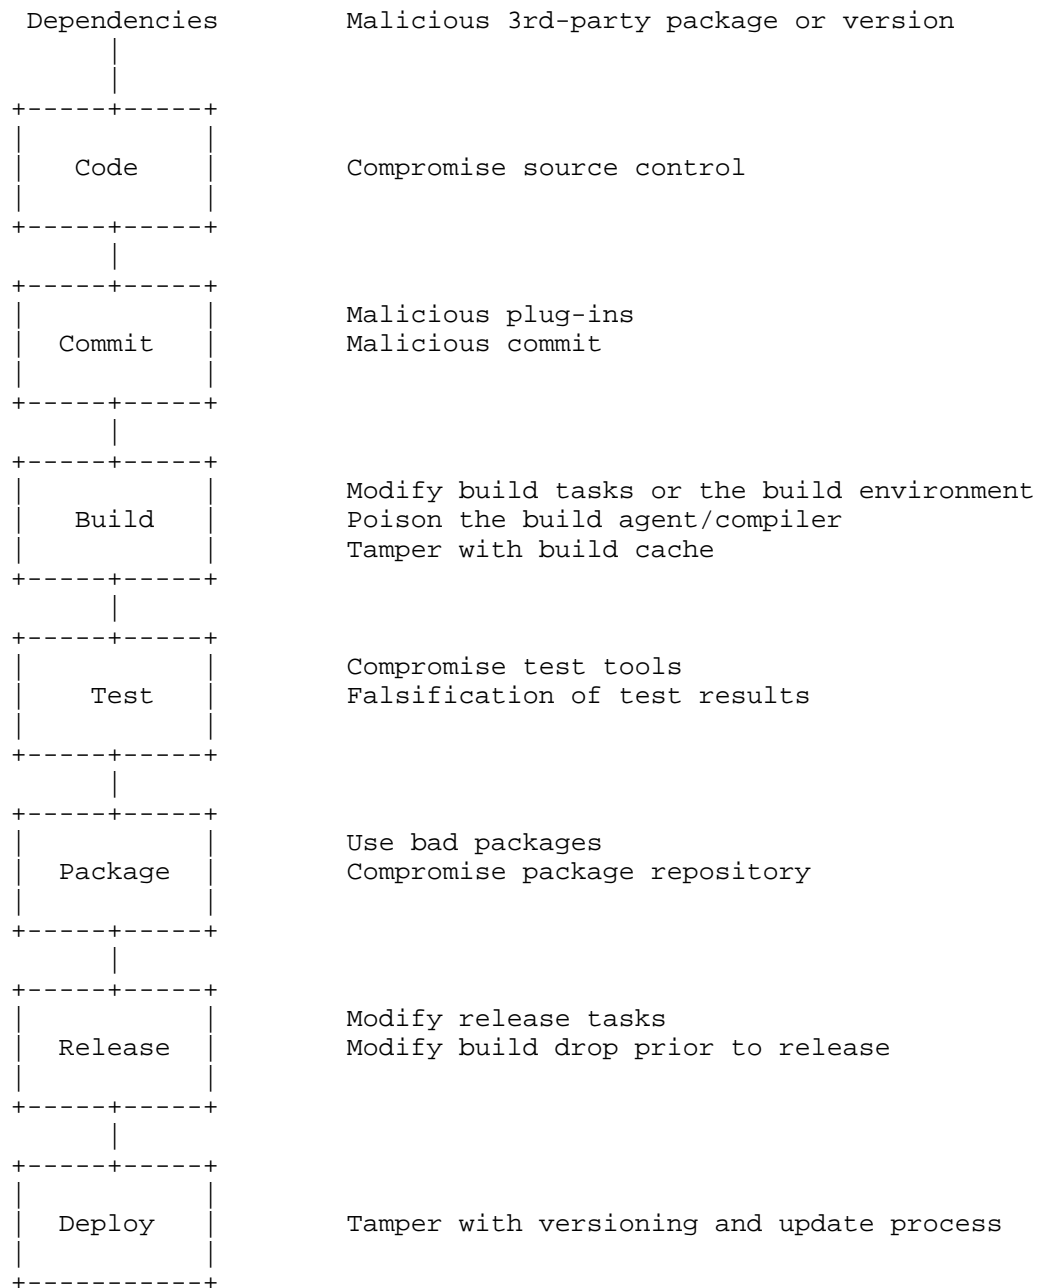 Dependencies Malicious 3rd-party package or version
Code Compromise source control
Malicious plug-ins
Commit Malicious commit
Modify build tasks or the build environment
Build Poison the build agent/compiler
Tamper with build cache
Compromise test tools
Test Falsification of test results
Use bad packages
Package Compromise package repository
Modify release tasks
Release Modify build drop prior to release
Deploy Tamper with versioning and update process